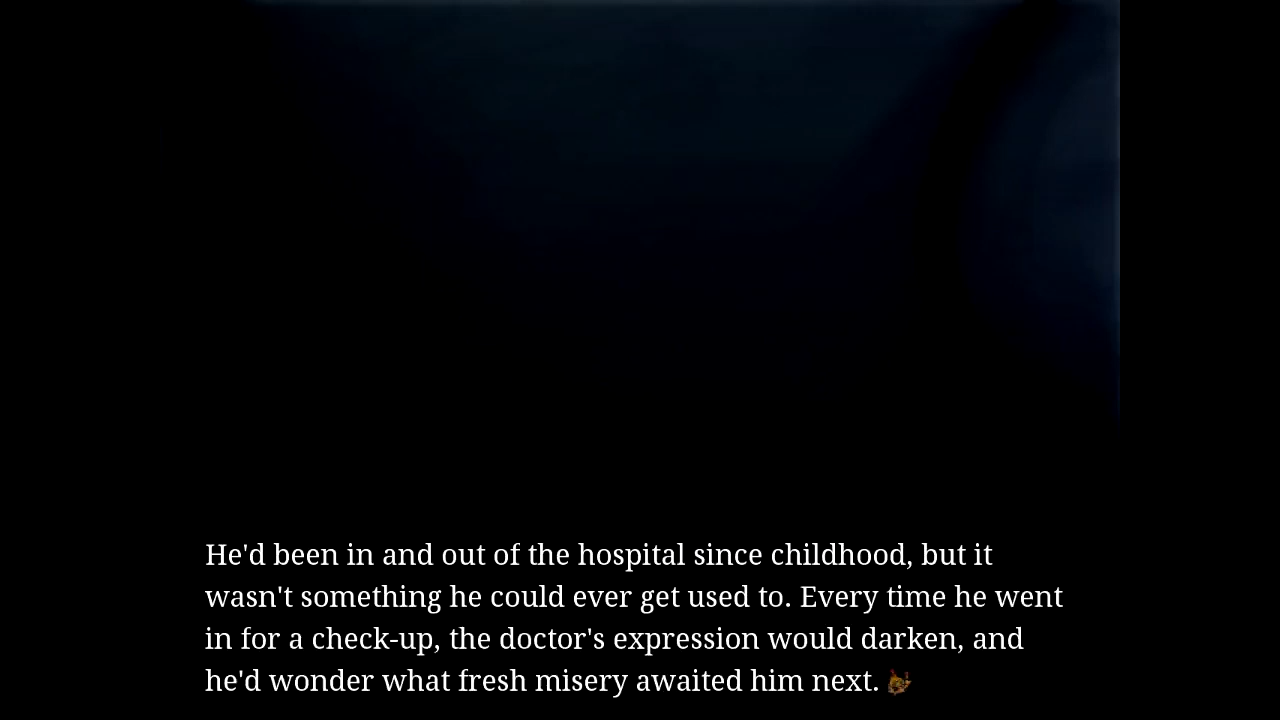 He'd been in and out of the hospital since childhood, but it
wasn't something he could ever get used to. Every time he went
in for a check-up, the doctor's expression would darken, and
he'd wonder what fresh misery awaited him next.